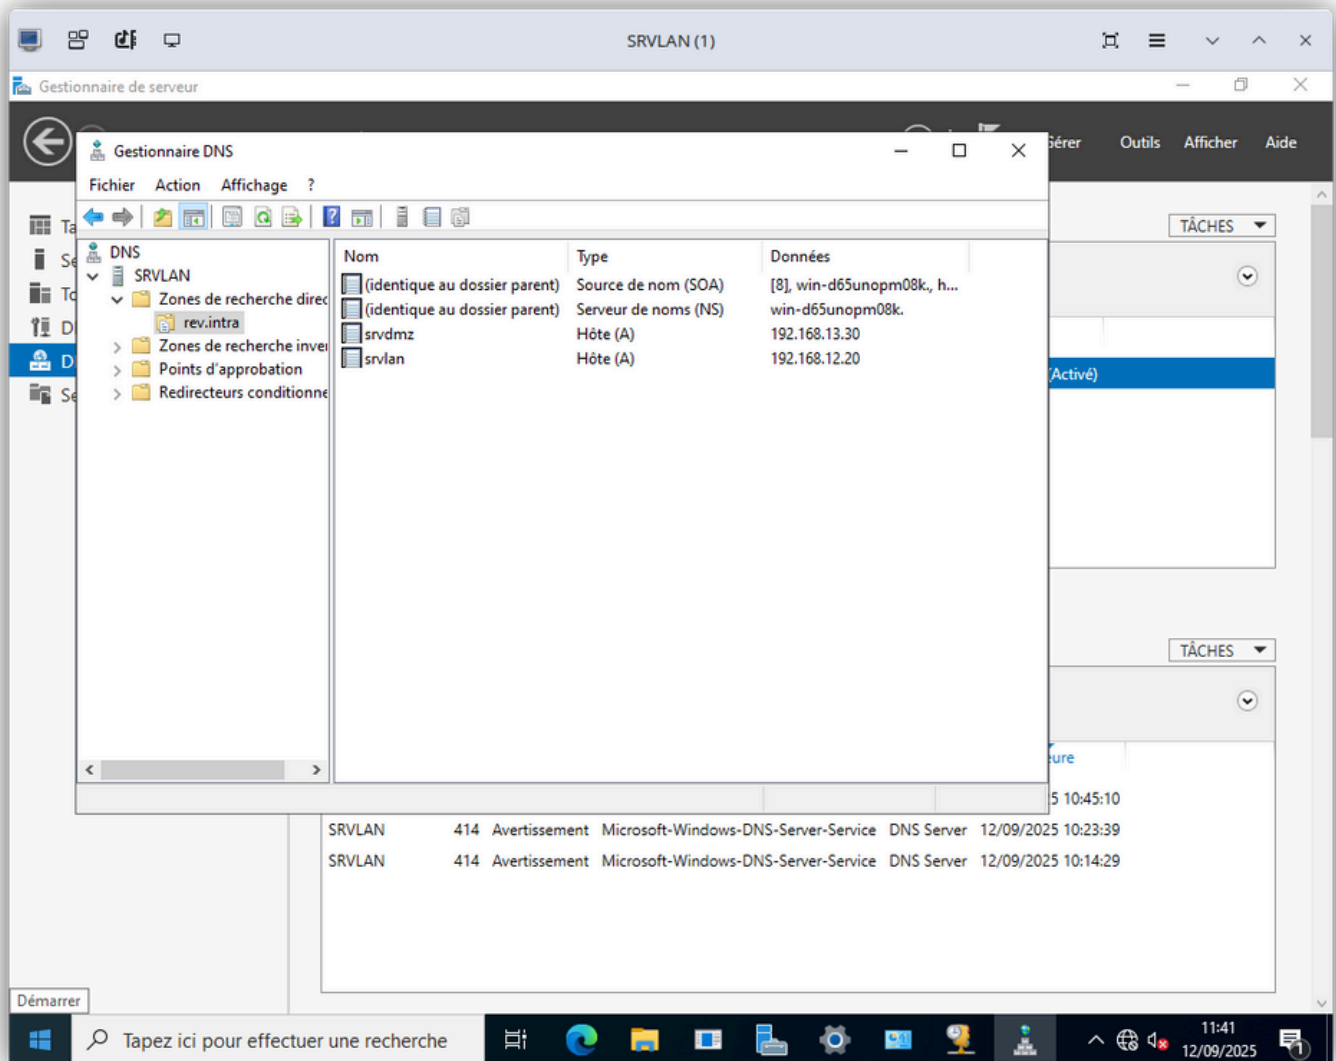 SRVLAN (1)
Gestionnaire de serveur
Gérer Outils Afficher Aide
Gestionnaire DNS
Fichier Action Affichage ?
TÂCHES
DNS
SRVLAN
Zones de recherche direc
rev.intra
Zones de recherche inver
Points d'approbation
Redirecteurs conditionne
Nom Type Données
(identique au dossier parent) Source de nom (SOA) [8], win-d65unopm08k., h...
(identique au dossier parent) Serveur de noms (NS) win-d65unopm08k.
srvdmz Hôte (A) 192.168.13.30
srvlan Hôte (A) 192.168.12.20
(Activé)
TÂCHES
eure
5 10:45:10
SRVLAN 414 Avertissement Microsoft-Windows-DNS-Server-Service DNS Server 12/09/2025 10:23:39
SRVLAN 414 Avertissement Microsoft-Windows-DNS-Server-Service DNS Server 12/09/2025 10:14:29
Démarrer
Tapez ici pour effectuer une recherche
11:41
12/09/2025